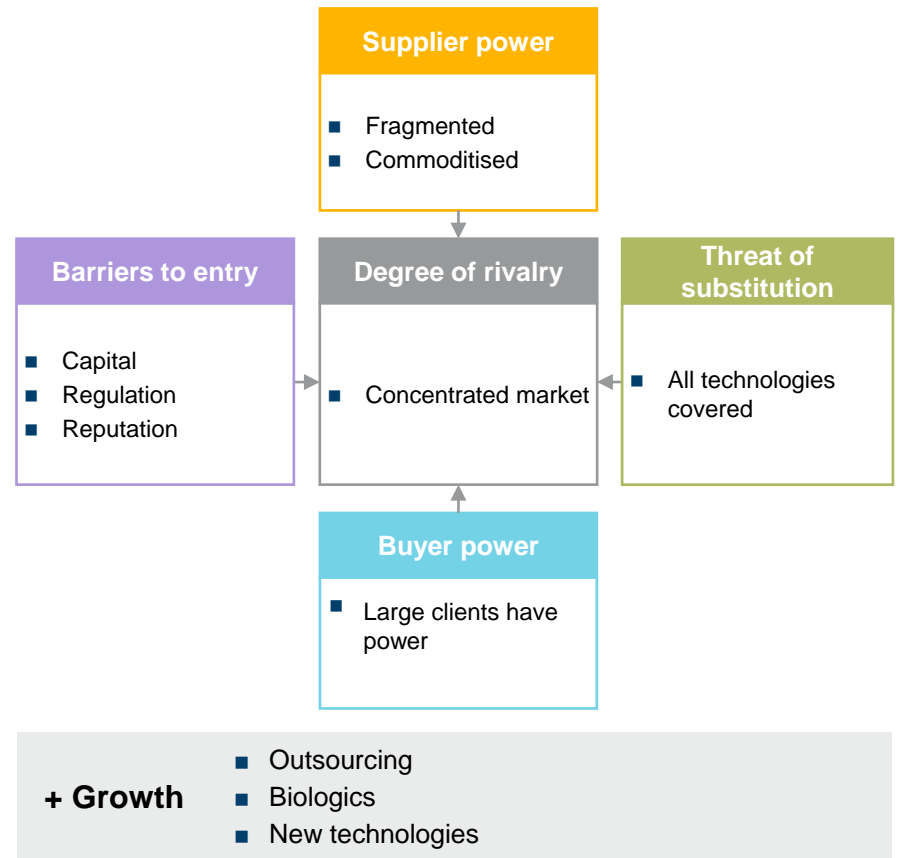 Supplier power
Fragmented
Commoditised
Barriers to entry
Capital
Regulation
Reputation
Degree of rivalry
Concentrated market
Threat of
substitution
All technologies
covered
Buyer power
Large clients have
power
+ Growth
Outsourcing
Biologics
New technologies